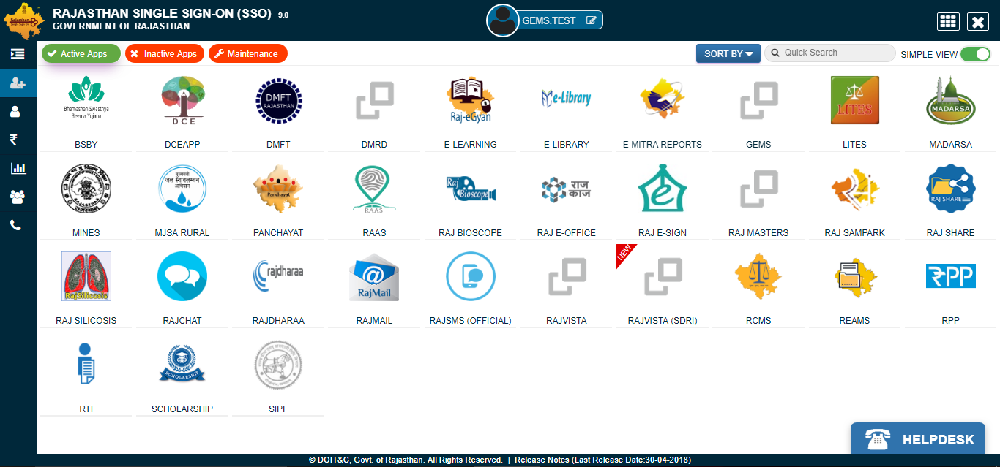 RAJASTHAN SINGLE SIGN-ON (SSO) 9.0
GOVERNMENT OF RAJASTHAN
GEMS.TEST
Active Apps
Inactive Apps
Maintenance
SORT BY
Quick Search
SIMPLE VIEW
Bhamashah Swasthya
Beema Yojana
DCE
DMFT
RAJASTHAN
Raj-eGyan
e-Library
LITES
MADARSA
BSBY
DCEAPP
DMFT
DMRD
E-LEARNING
E-LIBRARY
E-MITRA REPORTS
GEMS
LITES
MADARSA
RAJASTHAN
राजस्थान
मुख्यमंत्री
जल स्वावलम्बन
अभियान
Panchayat
RAAS
Raj
Bioscope
राज
काज
e
RAJ SHARE
MINES
MJSA RURAL
PANCHAYAT
RAAS
RAJ BIOSCOPE
RAJ E-OFFICE
RAJ E-SIGN
RAJ MASTERS
RAJ SAMPARK
RAJ SHARE
RajSilicosis
rajdharaa
@
RajMail
NEW
₹PP
RAJ SILICOSIS
RAJCHAT
RAJDHARAA
RAJMAIL
RAJSMS (OFFICIAL)
RAJVISTA
RAJVISTA (SDRI)
RCMS
REAMS
RPP
SCHOLARSHIP
RTI
SCHOLARSHIP
SIPF
HELPDESK
© DOIT&C, Govt. of Rajasthan. All Rights Reserved. | Release Notes (Last Release Date:30-04-2018)